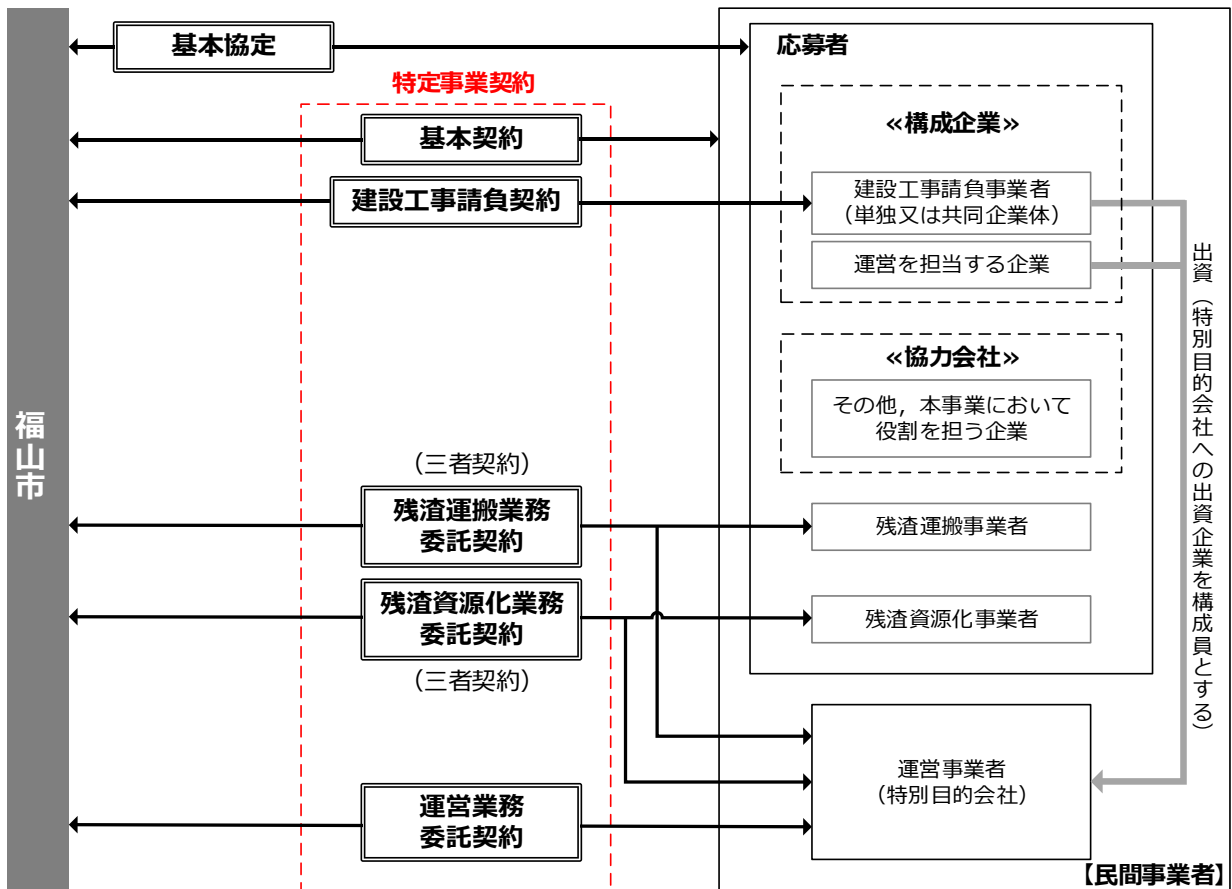 基本協定
応募者
特定事業契約
基本契約
≪構成企業≫
建設工事請負契約
建設工事請負事業者
（単独又は共同企業体）
運営を担当する企業
≪協力会社≫
その他，本事業において
役割を担う企業
福山市
（三者契約）
残渣運搬業務
委託契約
残渣運搬事業者
残渣資源化業務
委託契約
残渣資源化事業者
（三者契約）
出資（特別目的会社への出資企業を構成員とする）
運営事業者
（特別目的会社）
運営業務
委託契約
【民間事業者】